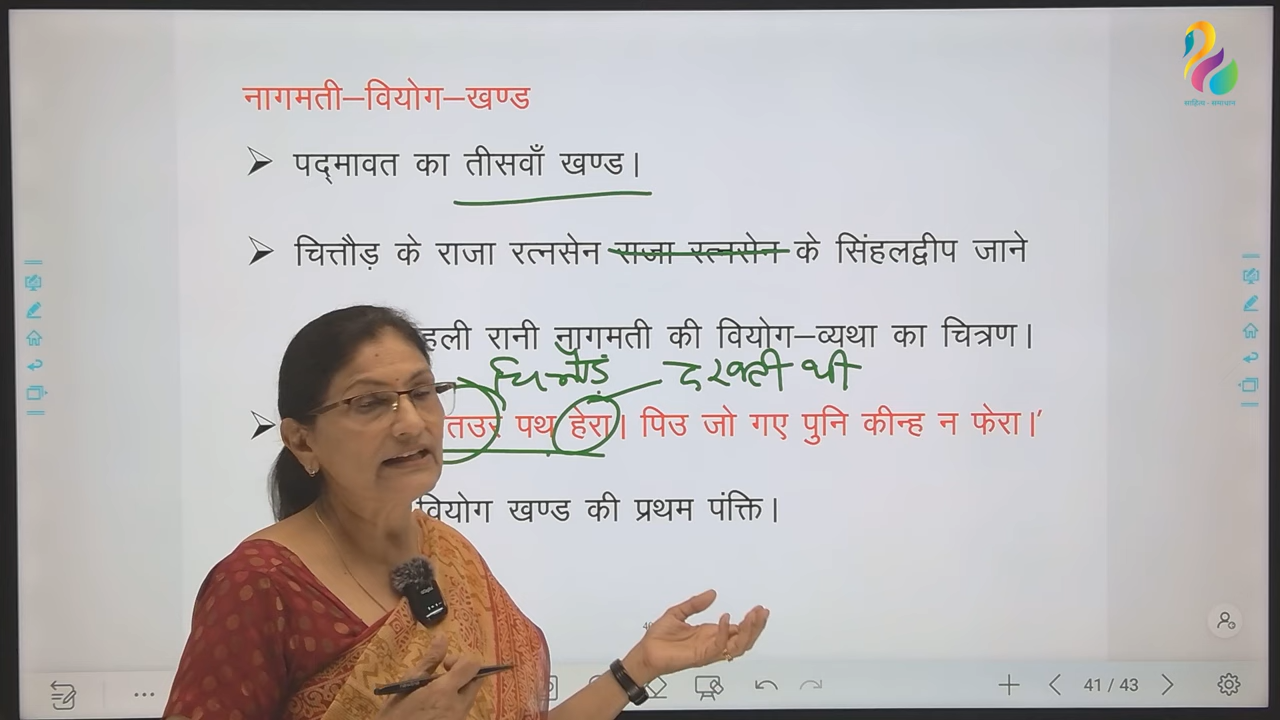 साहित्य - समाधान
नागमती–वियोग–खण्ड
➢ पद्मावत का तीसवाँ खण्ड।
➢ चित्तौड़ के राजा रत्नसेन राजा रत्नसेन के सिंहलद्वीप जाने
हली रानी नागमती की वियोग–व्यथा का चित्रण।
चित्तौड़ देखती थी
➢ तउर पथ हेरा। पिउ जो गए पुनि कीन्ह न फेरा।'
वियोग खण्ड की प्रथम पंक्ति।
41 / 43